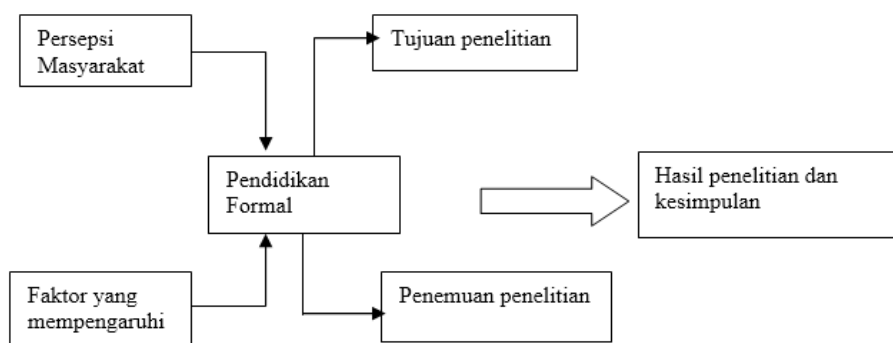 Persepsi
Masyarakat
Tujuan penelitian
Pendidikan
Formal
Hasil penelitian dan
kesimpulan
Faktor yang
mempengaruhi
Penemuan penelitian